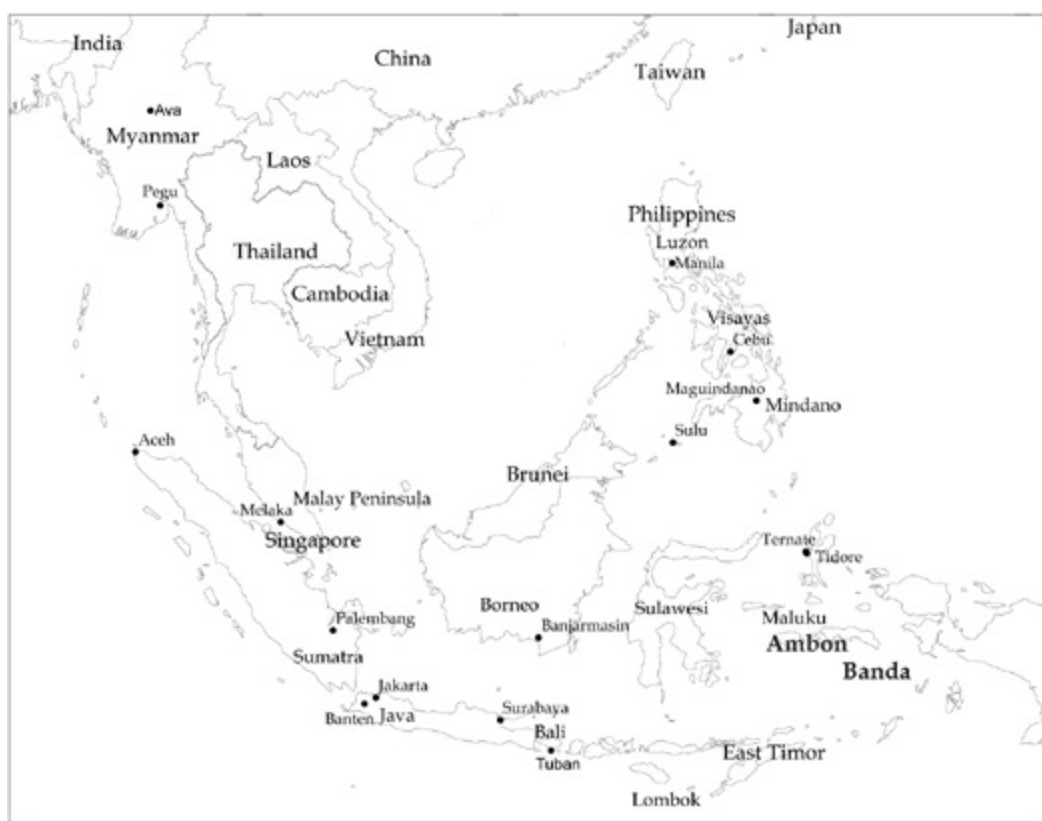 Japan
India
China
Taiwan
Ava
Myanmar
Laos
Pegu
Philippines
Luzon
Thailand
Manila
Cambodia
Visayas
Vietnam
Cebu
Maguindanao
Mindano
Sulu
Aceh
Brunei
Malay Peninsula
Melaka
Singapore
Ternate
Tidore
Borneo
Sulawesi
Maluku
Palembang
Banjarmasin
Ambon
Sumatra
Banda
Jakarta
Banten
Java
Surabaya
Bali
East Timor
Tuban
Lombok